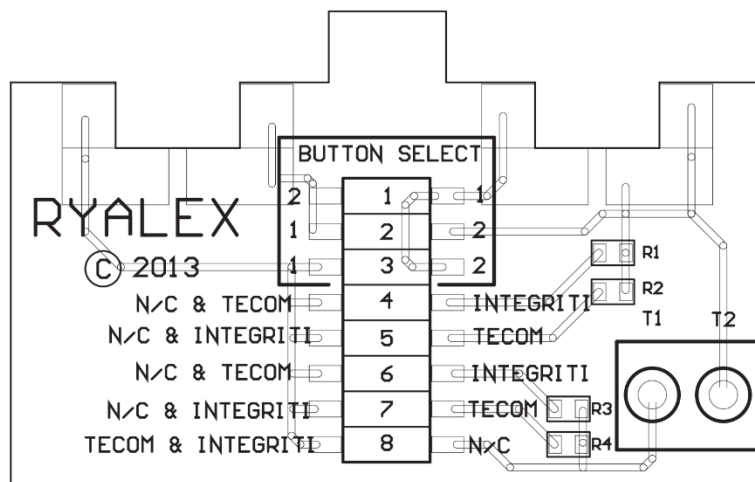 BUTTON SELECT
2 1 1
RYALEX 1 2 2
© 2013 1 3 2
R1
N/C & TECOM 4 INTEGRITI
R2
N/C & INTEGRITI 5 TECOM
T1 T2
N/C & TECOM 6 INTEGRITI
N/C & INTEGRITI 7 TECOM R3
TECOM & INTEGRITI 8 N/C R4